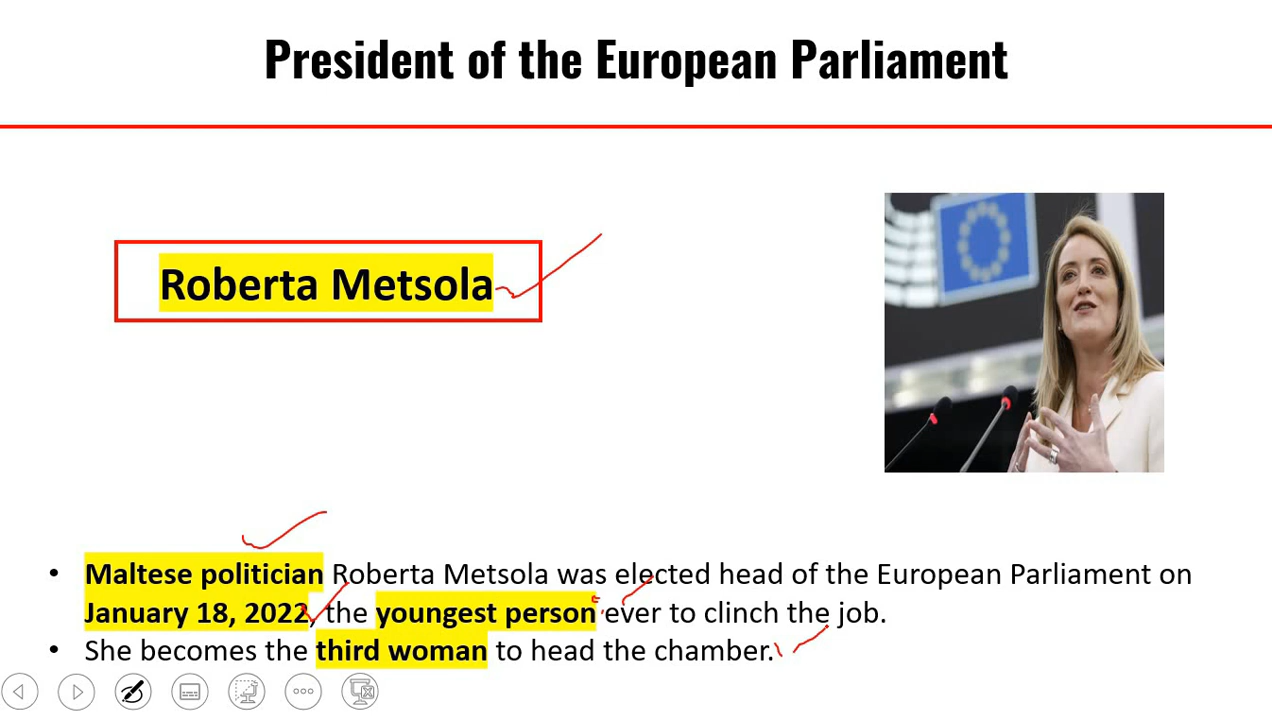 President of the European Parliament
Roberta Metsola
• Maltese politician Roberta Metsola was elected head of the European Parliament on
January 18, 2022, the youngest person ever to clinch the job.
• She becomes the third woman to head the chamber.